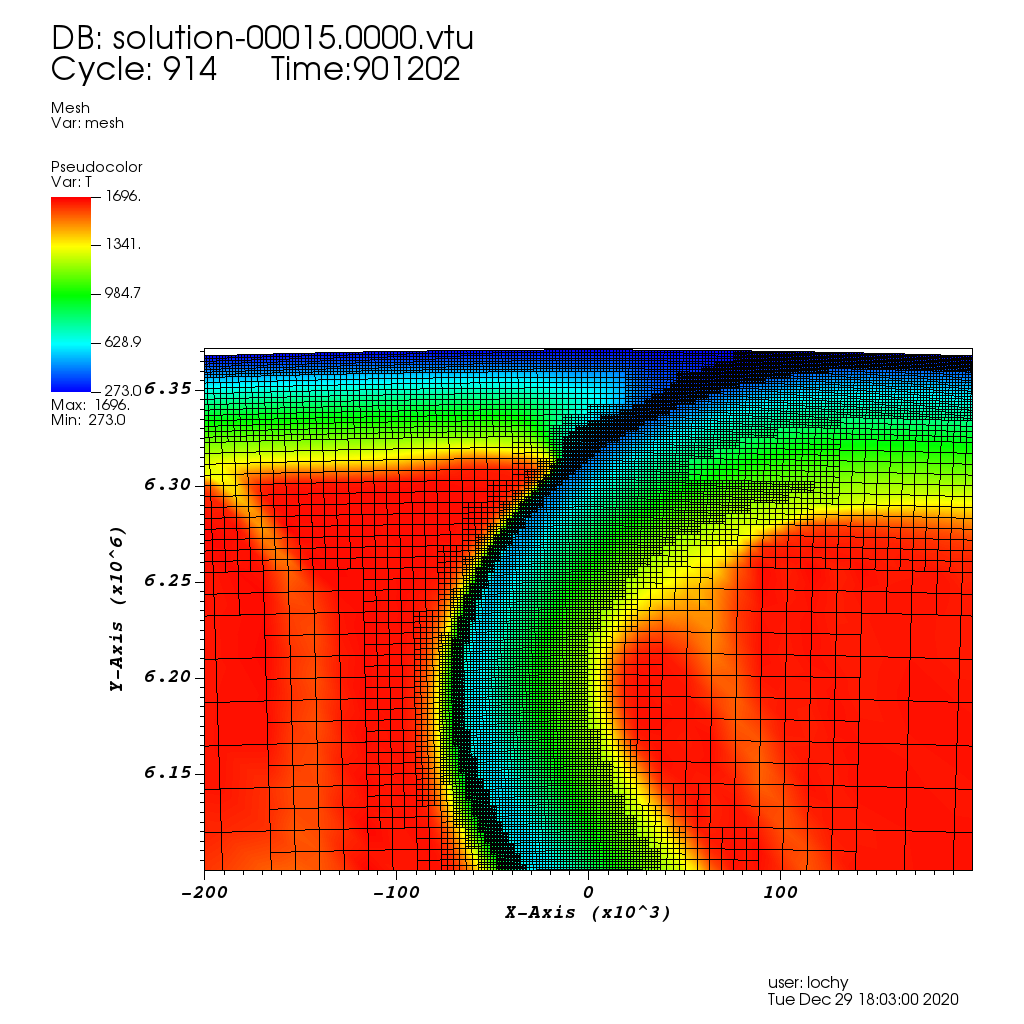 DB: solution-00015.0000.vtu
Cycle: 914 Time:901202
Mesh
Var: mesh
Pseudocolor
Var: T
1696.
1341.
984.7
628.9
273.0
Max: 1696.
Min: 273.0
6.35
6.30
6.25
6.20
6.15
Y-Axis (x10^6)
-200 -100 0 100
X-Axis (x10^3)
user: lochy
Tue Dec 29 18:03:00 2020